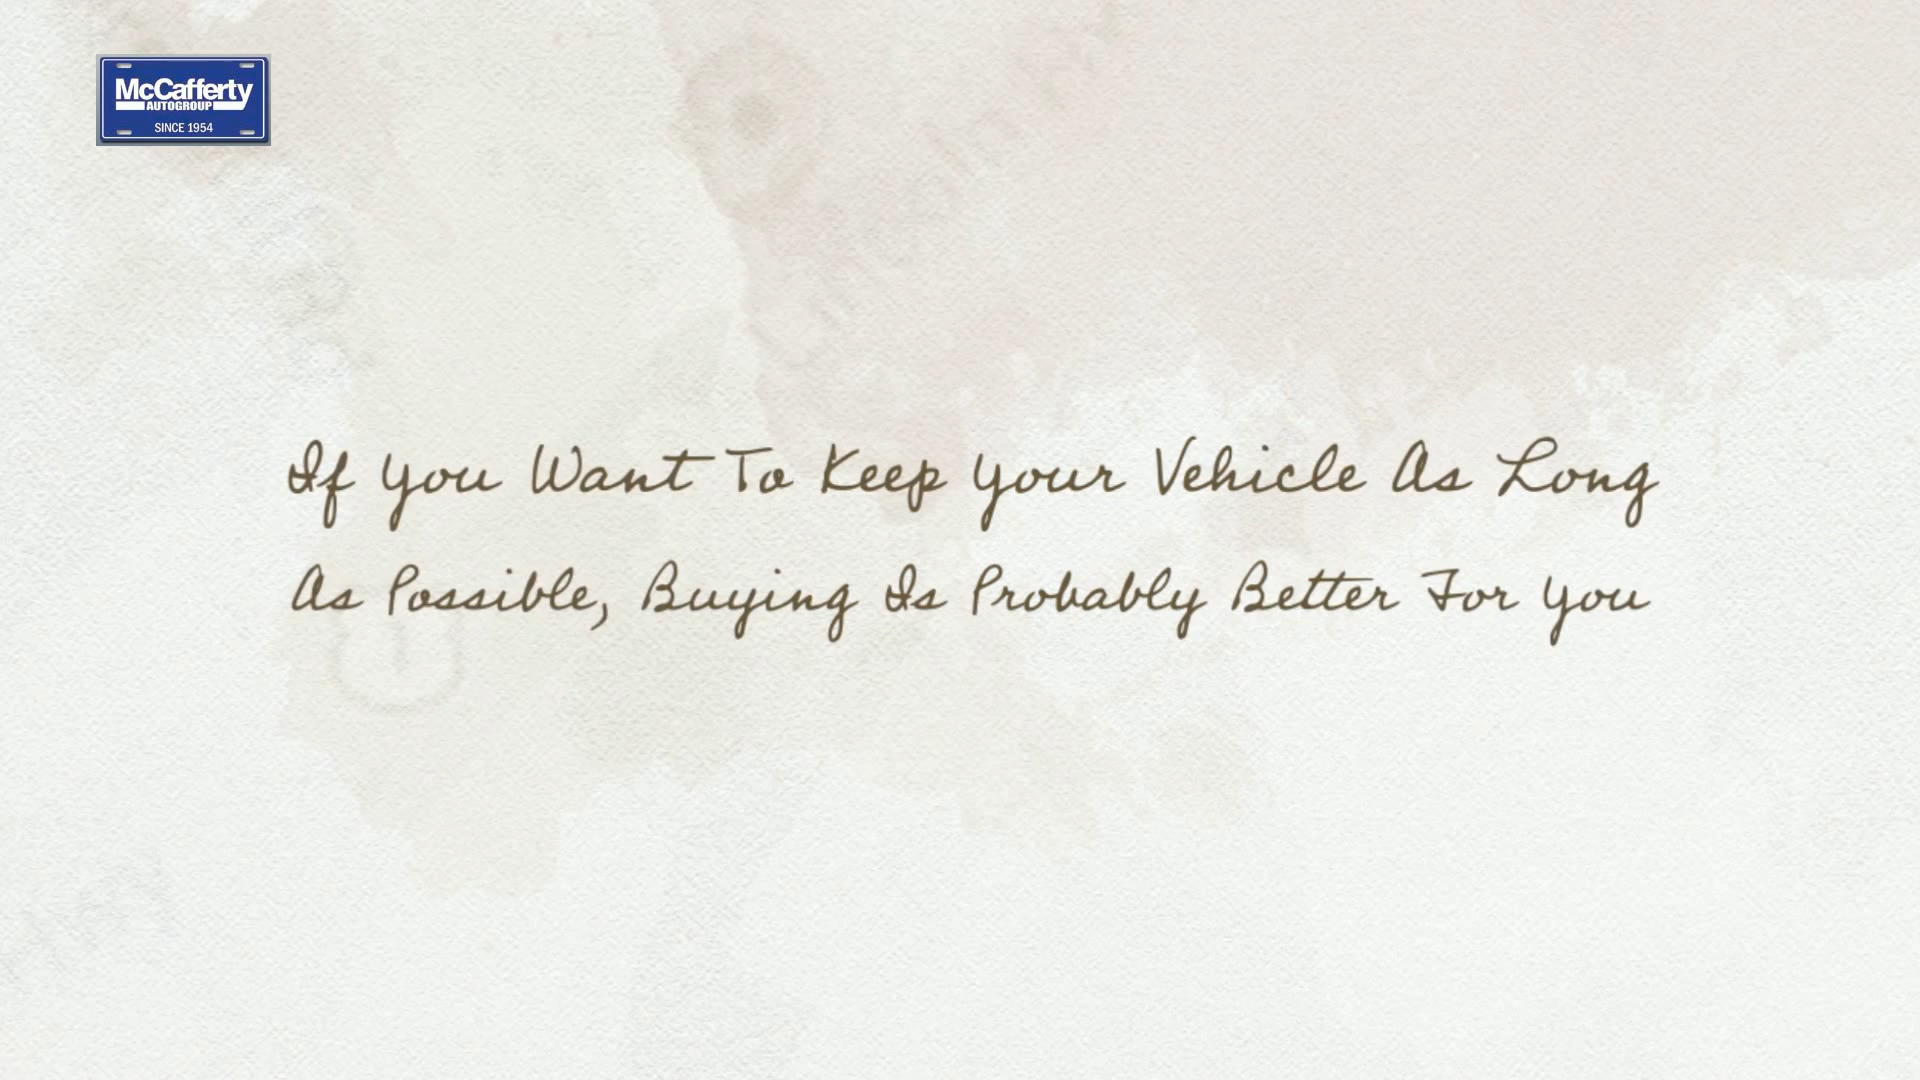 McCafferty
AUTOGROUP
SINCE 1954
If You Want To Keep Your Vehicle As Long
As Possible, Buying Is Probably Better For You